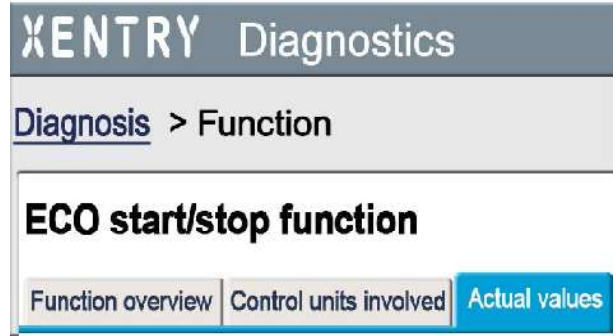 XENTRY Diagnostics
Diagnosis > Function
ECO start/stop function
Function overview Control units involved Actual values